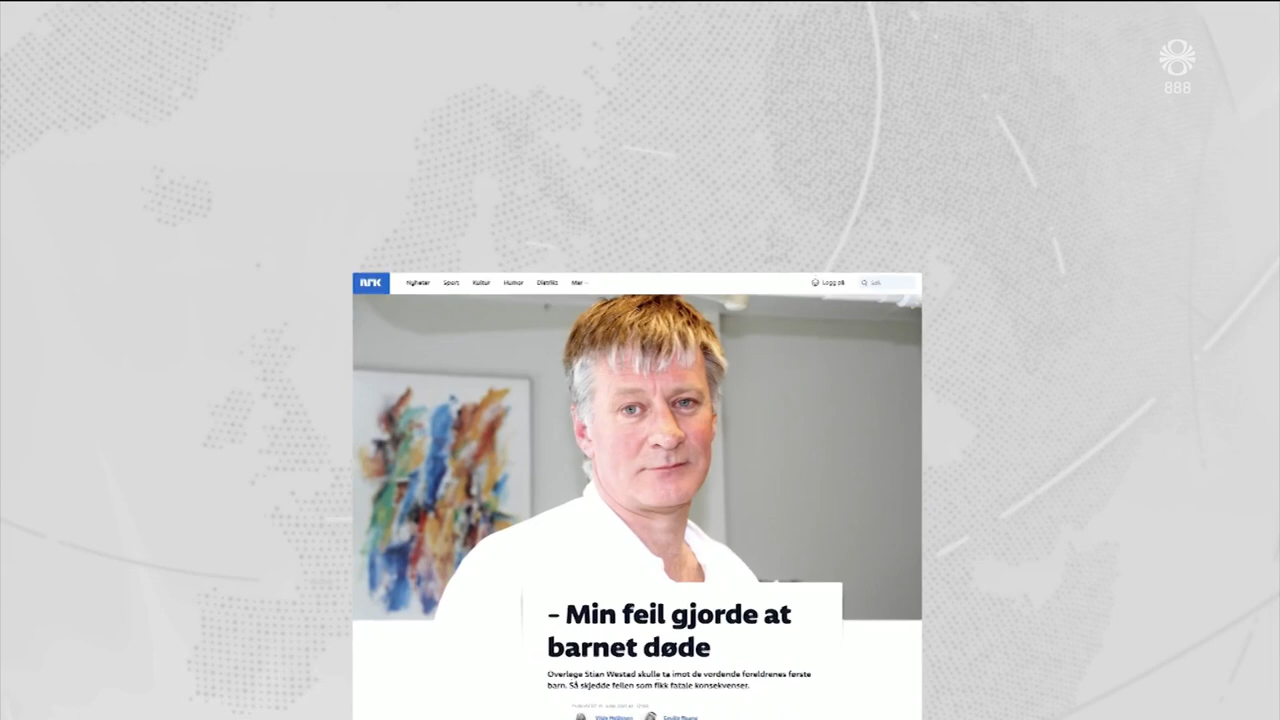 888
NRK
Nyheter Sport Kultur Humor Distrikt Mer
Logg på
Søk
– Min feil gjorde at
barnet døde
Overlege Stian Westad skulle ta imot de vordende foreldrenes første
barn. Så skjedde feilen som fikk fatale konsekvenser.